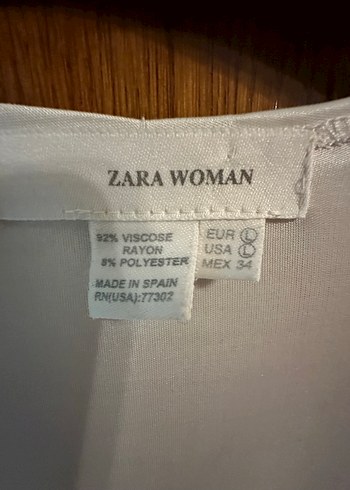 ZARA WOMAN
92% VISCOSE
RAYON
8% POLYESTER
MADE IN SPAIN
RN(USA):77302
EUR L
USA L
MEX 34